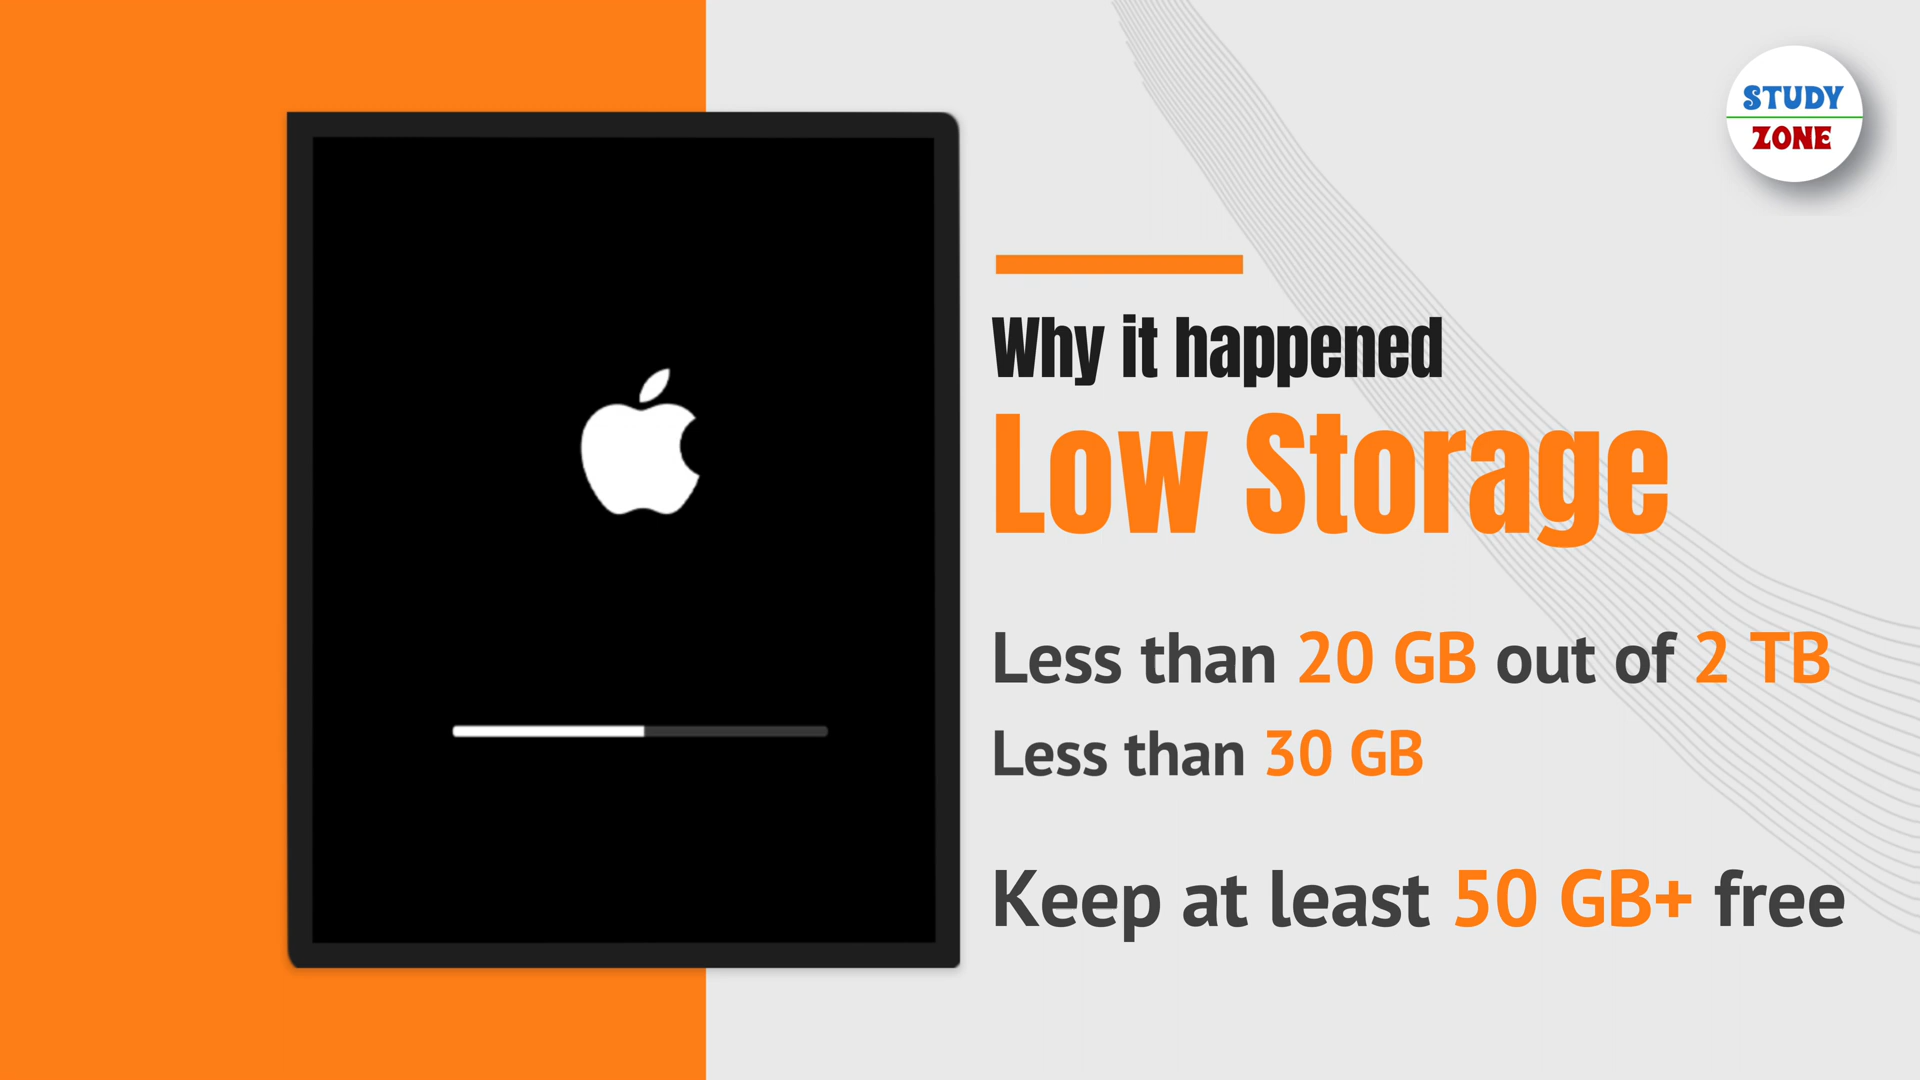 STUDY
ZONE
Why it happened
Low Storage
Less than 20 GB out of 2 TB
Less than 30 GB
Keep at least 50 GB+ free